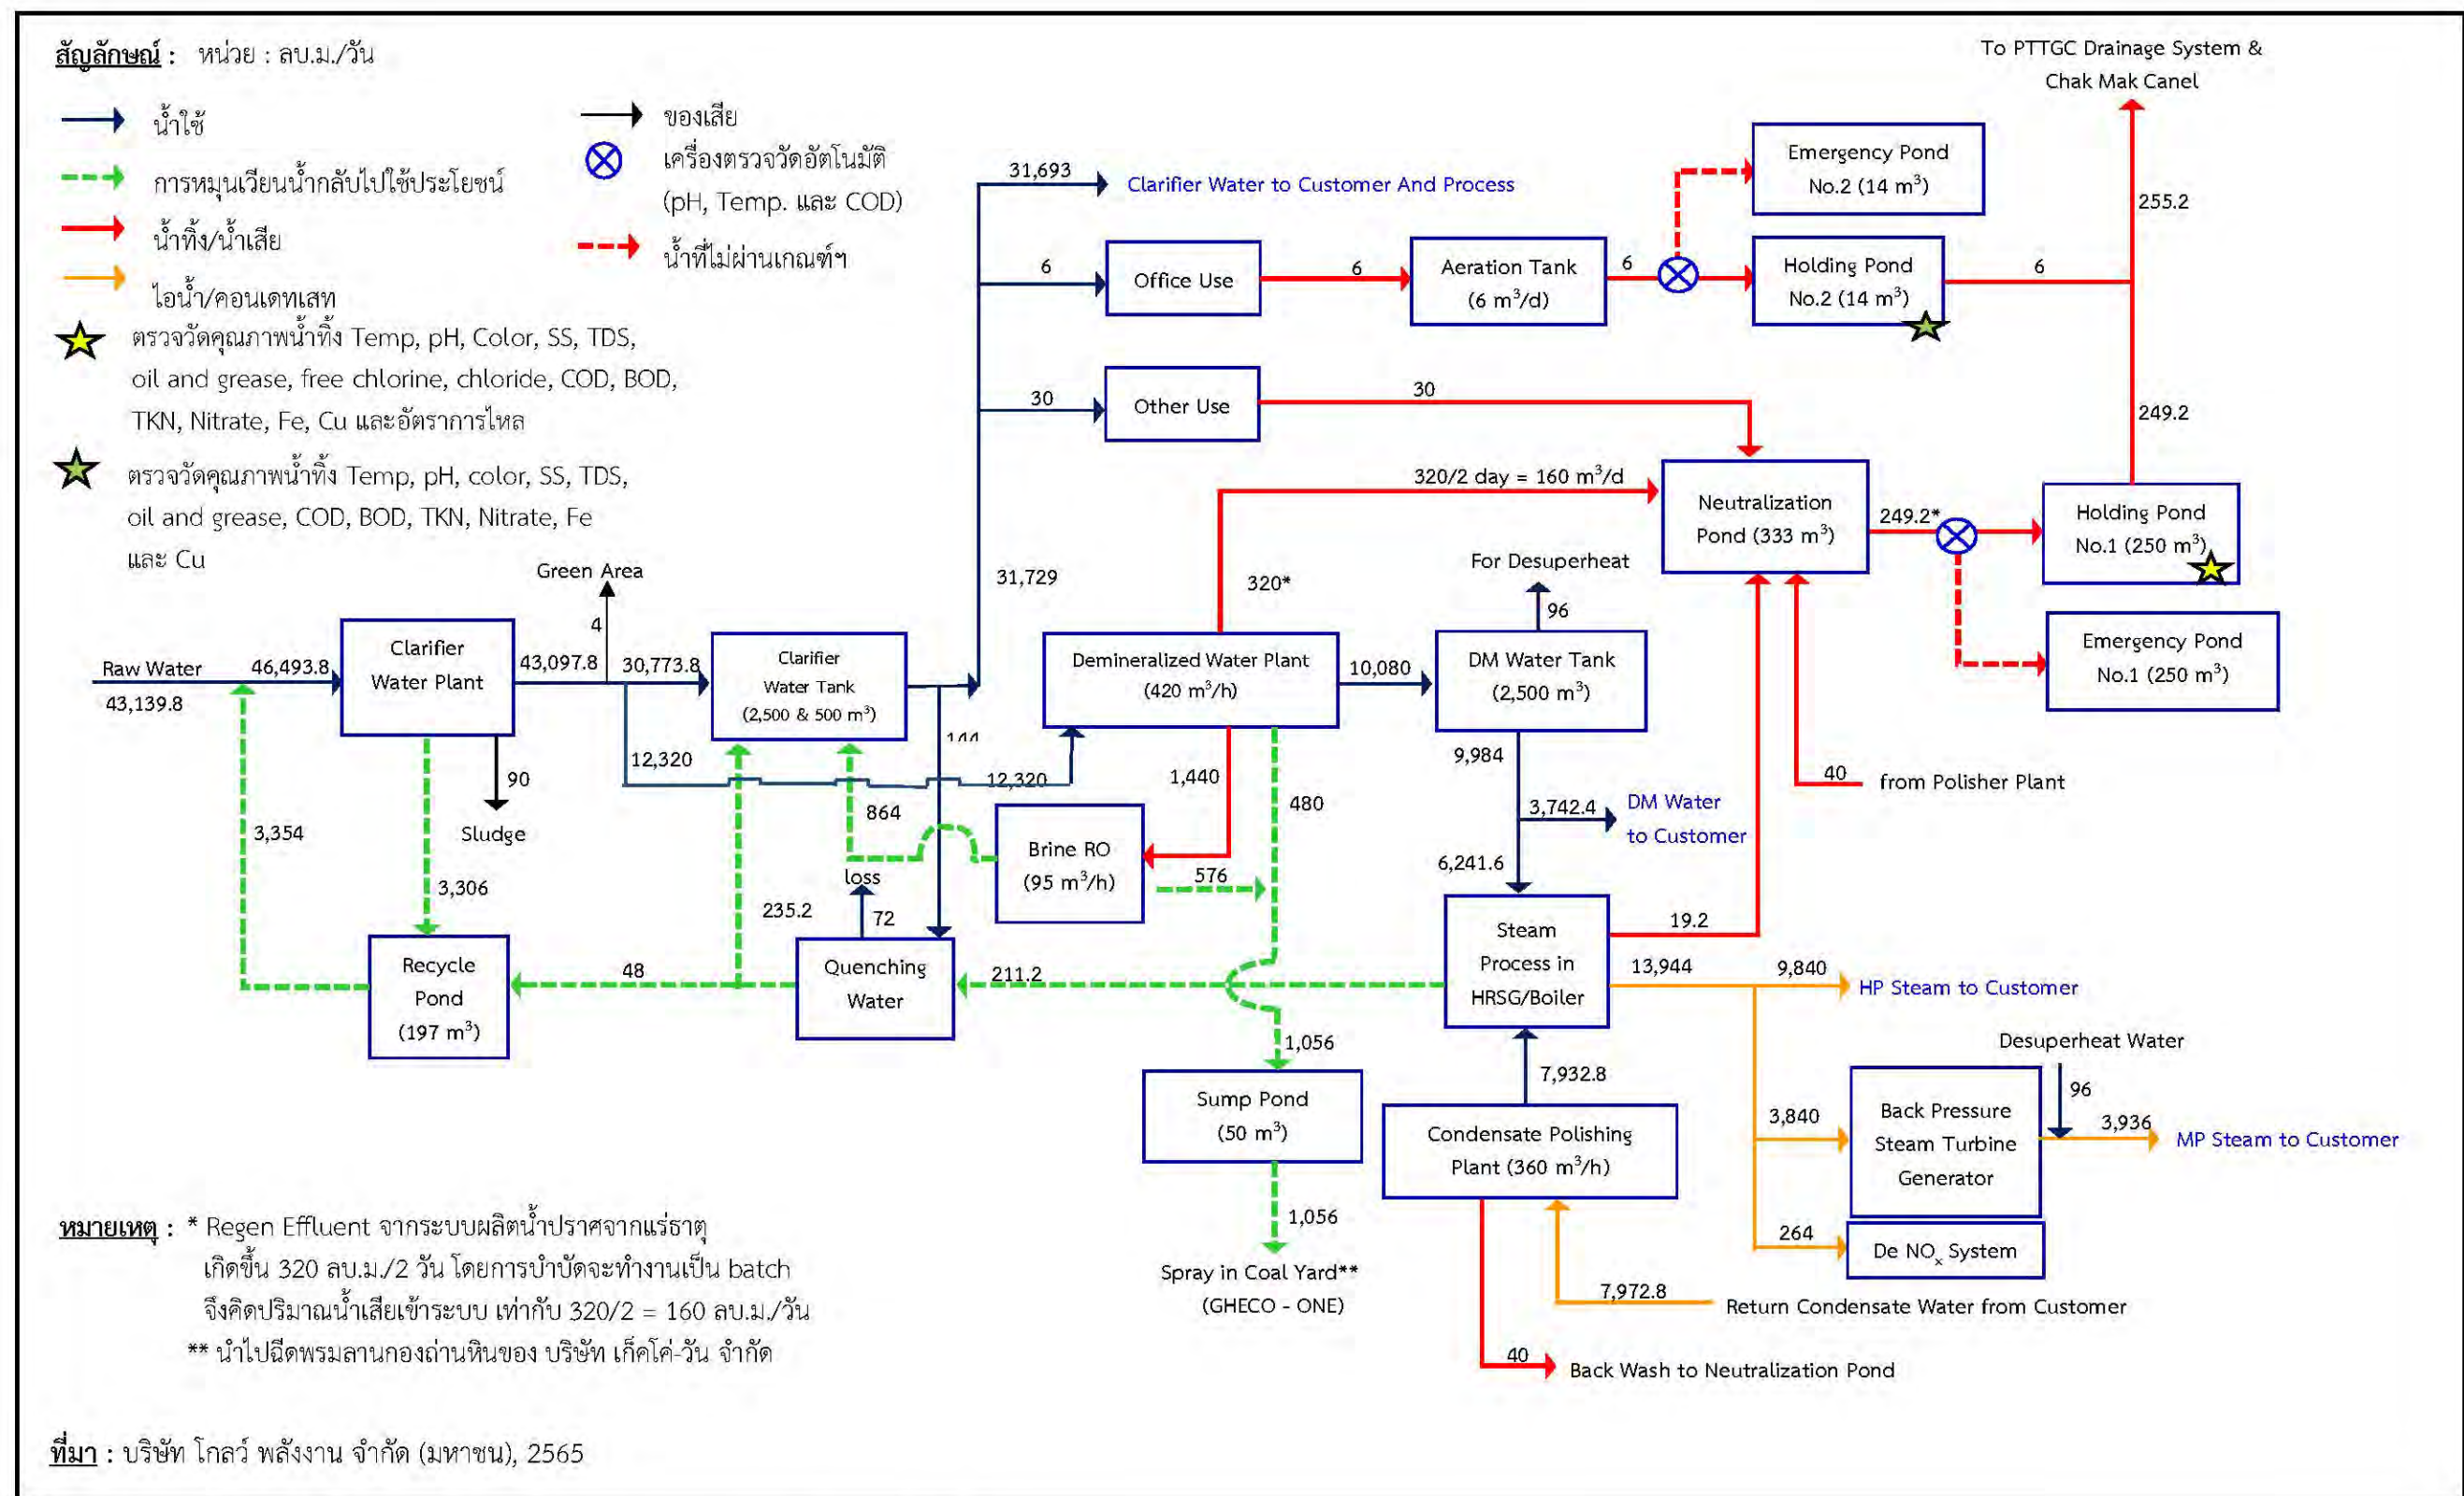 สัญลักษณ์ : หน่วย : ลบ.ม./วัน
น้ำใช้
การหมุนเวียนน้ำกลับไปใช้ประโยชน์
น้ำทิ้ง/น้ำเสีย
ไอน้ำ/คอนเดทเสท
ของเสีย
เครื่องตรวจวัดอัตโนมัติ
(pH, Temp. และ COD)
น้ำที่ไม่ผ่านเกณฑ์ฯ
ตรวจวัดคุณภาพน้ำทิ้ง Temp, pH, Color, SS, TDS,
oil and grease, free chlorine, chloride, COD, BOD,
TKN, Nitrate, Fe, Cu และอัตราการไหล
ตรวจวัดคุณภาพน้ำทิ้ง Temp, pH, color, SS, TDS,
oil and grease, COD, BOD, TKN, Nitrate, Fe
และ Cu
To PTTGC Drainage System &
Chak Mak Canel
255.2
31,693
Clarifier Water to Customer And Process
Emergency Pond
No.2 (14 m³)
6
Office Use
6
Aeration Tank
(6 m³/d)
6
Holding Pond
No.2 (14 m³)
6
30
Other Use
30
249.2
320/2 day = 160 m³/d
Neutralization
Pond (333 m³)
249.2*
Holding Pond
No.1 (250 m³)
Emergency Pond
No.1 (250 m³)
Green Area
4
31,729
320*
For Desuperheat
96
Raw Water
46,493.8
43,139.8
Clarifier
Water Plant
43,097.8
30,773.8
Clarifier
Water Tank
(2,500 & 500 m³)
144
Demineralized Water Plant
(420 m³/h)
10,080
DM Water Tank
(2,500 m³)
12,320
12,320
90
Sludge
3,354
3,306
864
1,440
480
9,984
3,742.4
DM Water
to Customer
6,241.6
40
from Polisher Plant
Brine RO
(95 m³/h)
576
loss
72
235.2
Recycle
Pond
(197 m³)
48
Quenching
Water
211.2
Steam
Process in
HRSG/Boiler
19.2
13,944
9,840
HP Steam to Customer
1,056
Sump Pond
(50 m³)
1,056
Spray in Coal Yard**
(GHECO - ONE)
7,932.8
Condensate Polishing
Plant (360 m³/h)
Desuperheat Water
96
3,840
Back Pressure
Steam Turbine
Generator
3,936
MP Steam to Customer
264
De NOₓ System
7,972.8
Return Condensate Water from Customer
40
Back Wash to Neutralization Pond
หมายเหตุ : * Regen Effluent จากระบบผลิตน้ำปราศจากแร่ธาตุ
เกิดขึ้น 320 ลบ.ม./2 วัน โดยการบำบัดจะทำงานเป็น batch
จึงคิดปริมาณน้ำเสียเข้าระบบ เท่ากับ 320/2 = 160 ลบ.ม./วัน
** นำไปฉีดพรมลานกองถ่านหินของ บริษัท เก็คโค่-วัน จำกัด
ที่มา : บริษัท โกลว์ พลังงาน จำกัด (มหาชน), 2565